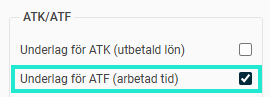 ATK/ATF
Underlag för ATK (utbetald lön)
Underlag för ATF (arbetad tid)